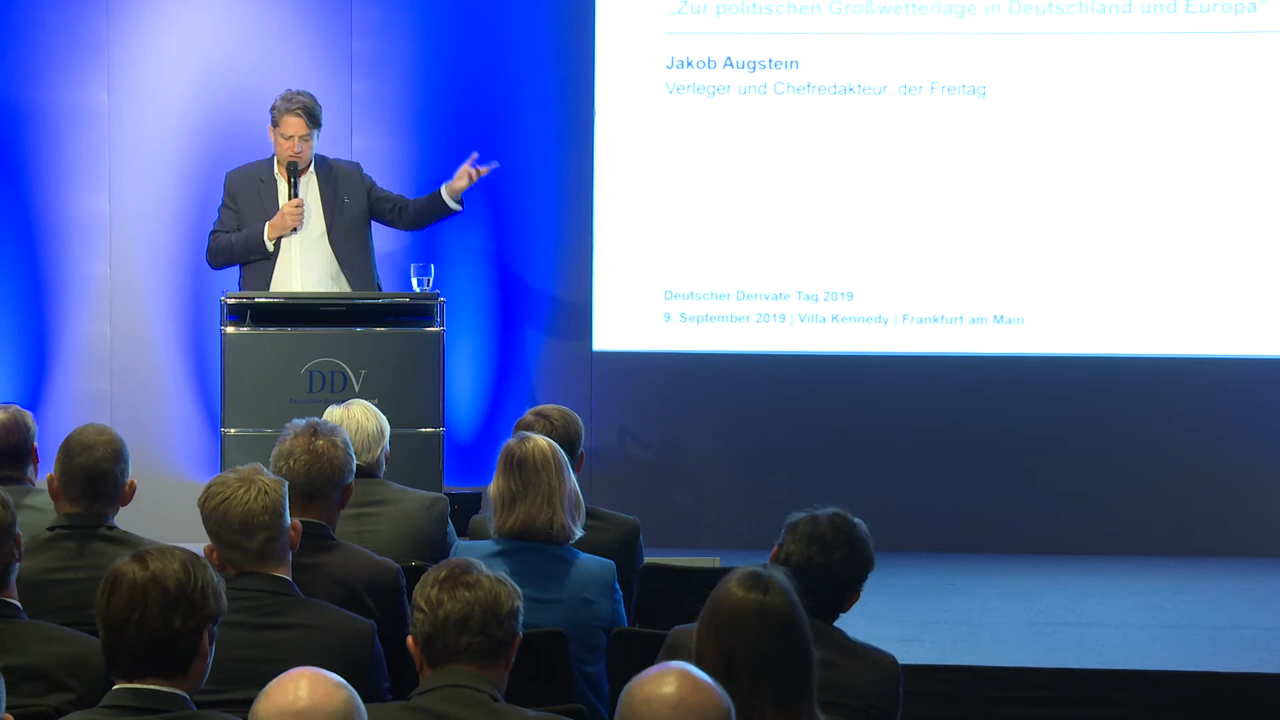 „Zur politischen Großwetterlage in Deutschland und Europa“
Jakob Augstein
Verleger und Chefredakteur, der Freitag
Deutscher Derivate Tag 2019
9. September 2019 | Villa Kennedy | Frankfurt am Main
DDV